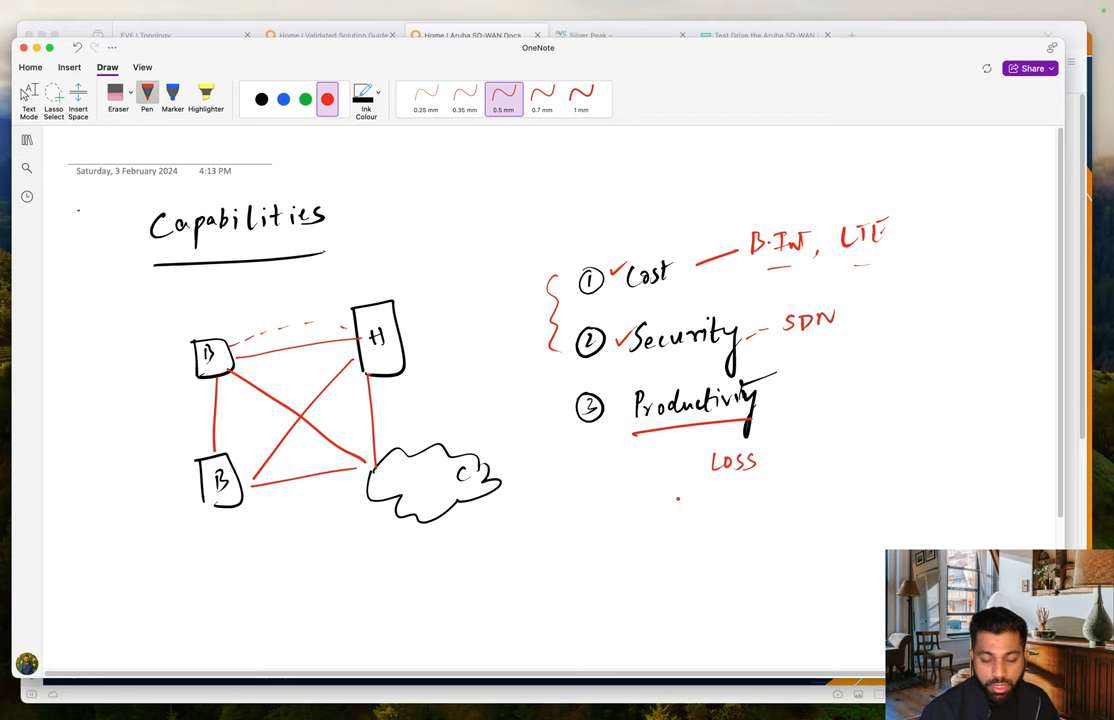 EVE | Topology
Home | Validated Solution Guide
Home | Aruba SD-WAN Docs
Silver Peak -
Test Drive the Aruba SD-WAN
OneNote
Home
Insert
Draw
View
Share
Text Mode
Lasso Select
Insert Space
Eraser
Pen
Marker
Highlighter
Ink Colour
0.25 mm
0.35 mm
0.5 mm
0.7 mm
1 mm
Saturday, 3 February 2024
4:13 PM
Capabilities
① Cost — B.Int, LTE
② Security -- SDN
③ Productivity
LOSS
B
H
B